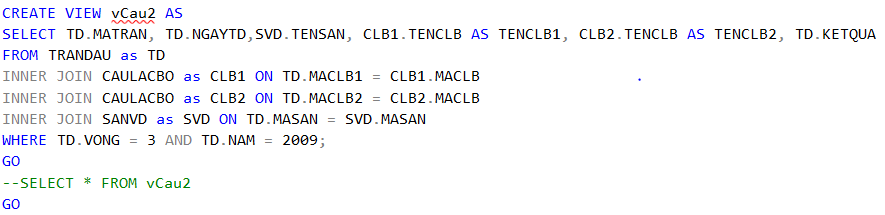 CREATE VIEW vCau2 AS
SELECT TD.MATRAN, TD.NGAYTD,SVD.TENSAN, CLB1.TENCLB AS TENCLB1, CLB2.TENCLB AS TENCLB2, TD.KETQUA
FROM TRANDAU as TD
INNER JOIN CAULACBO as CLB1 ON TD.MACLB1 = CLB1.MACLB
INNER JOIN CAULACBO as CLB2 ON TD.MACLB2 = CLB2.MACLB
INNER JOIN SANVD as SVD ON TD.MASAN = SVD.MASAN
WHERE TD.VONG = 3 AND TD.NAM = 2009;
GO
--SELECT * FROM vCau2
GO